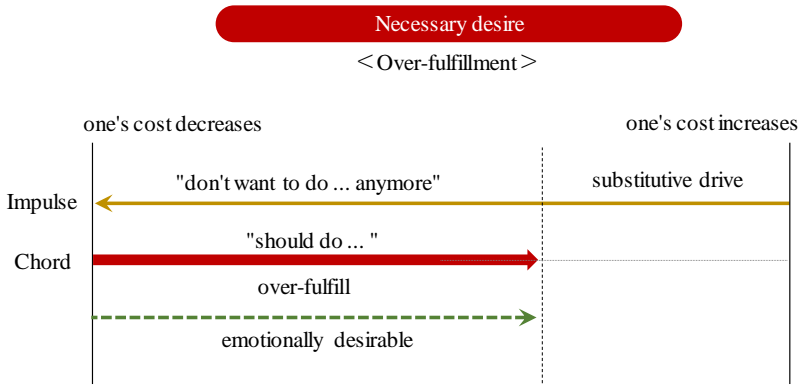 Necessary desire
＜Over-fulfillment＞
one's cost decreases
one's cost increases
"don't want to do ... anymore"
substitutive drive
Impulse
"should do ... "
Chord
over-fulfill
emotionally desirable